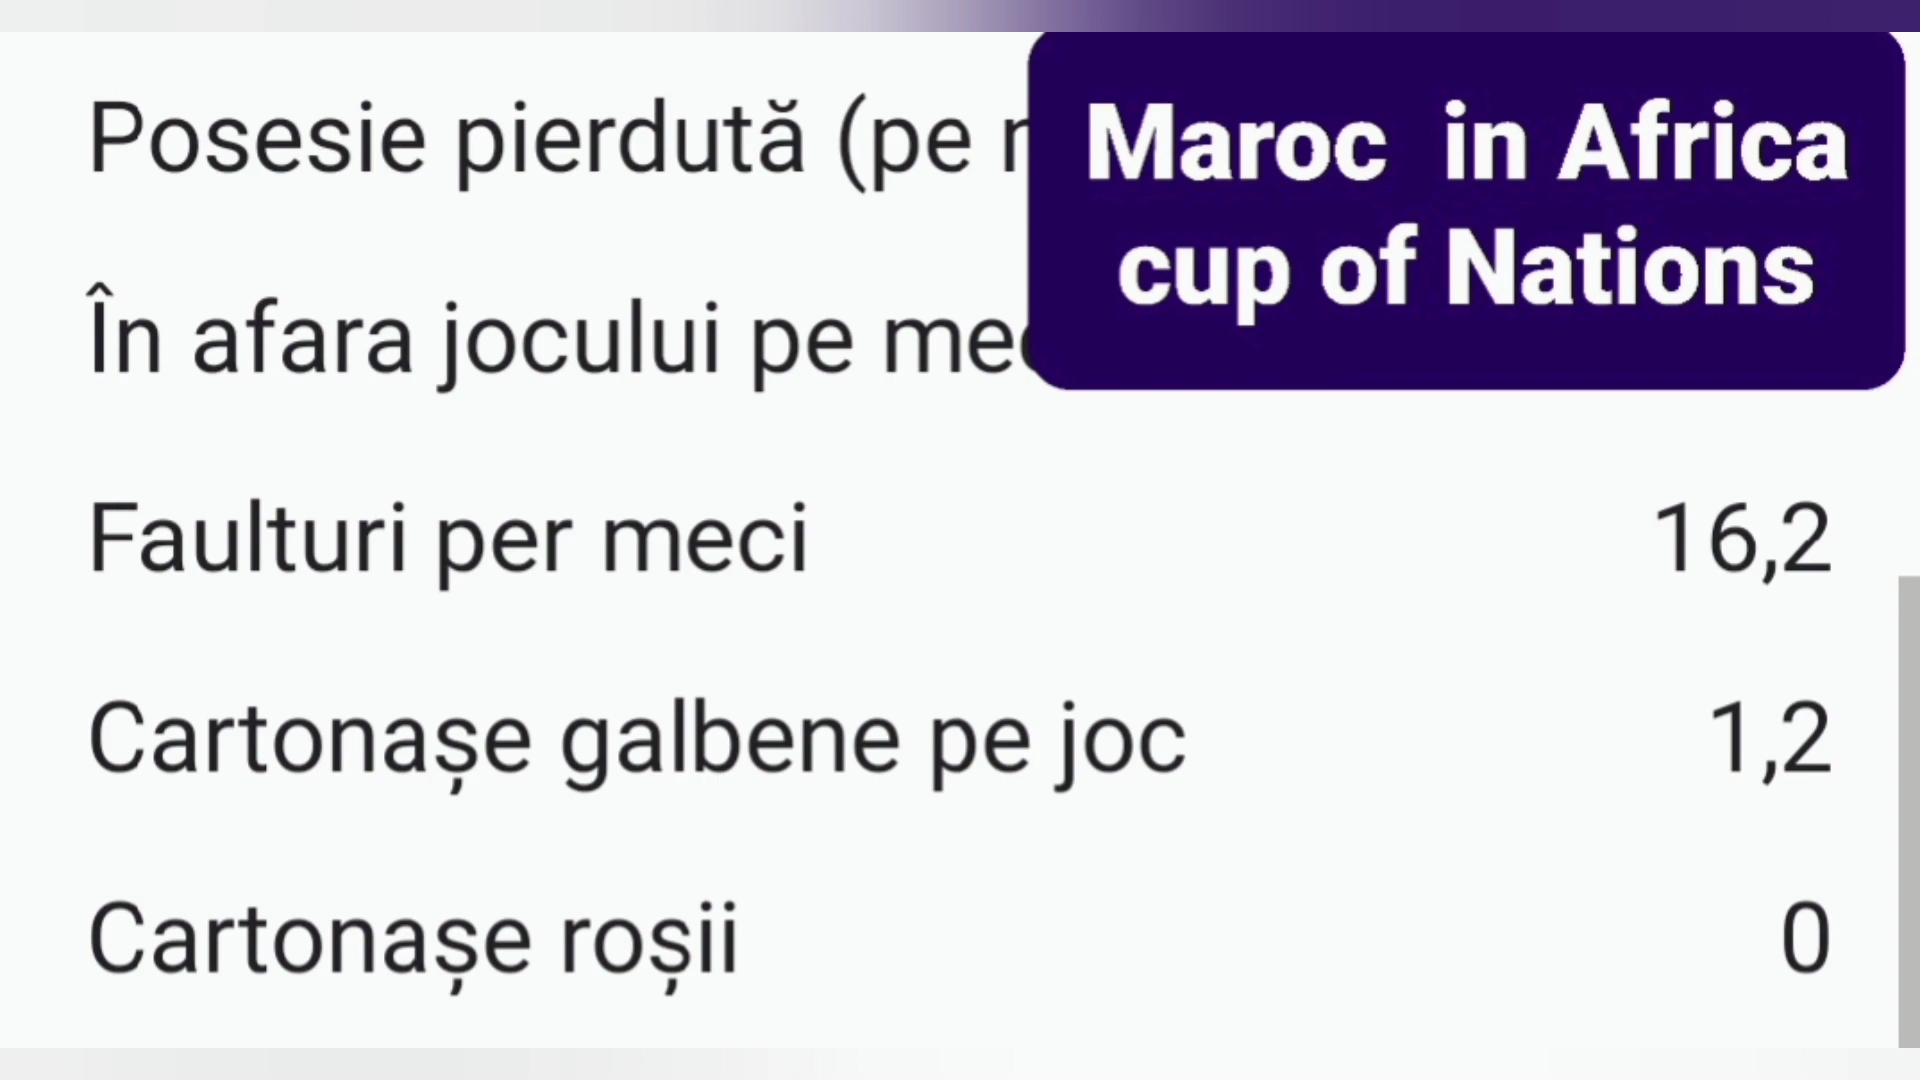 Posesie pierdută (pe
Maroc in Africa
cup of Nations
În afara jocului pe
Faulturi per meci 16,2
Cartonașe galbene pe joc 1,2
Cartonașe roșii 0